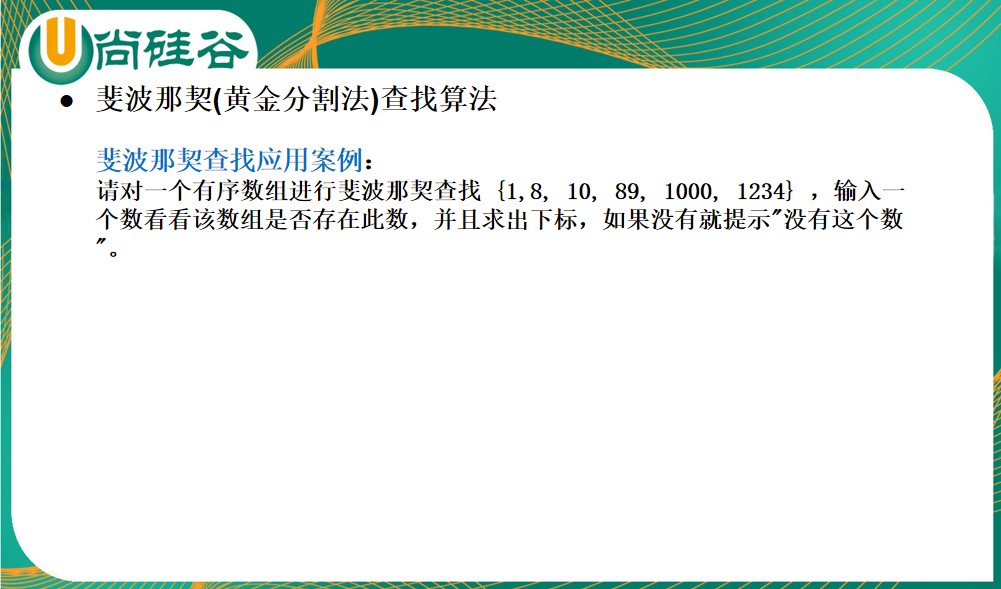 尚硅谷
● 斐波那契(黄金分割法)查找算法
斐波那契查找应用案例:
请对一个有序数组进行斐波那契查找 {1,8, 10, 89, 1000, 1234} ，输入一
个数看看该数组是否存在此数，并且求出下标，如果没有就提示"没有这个数
"。